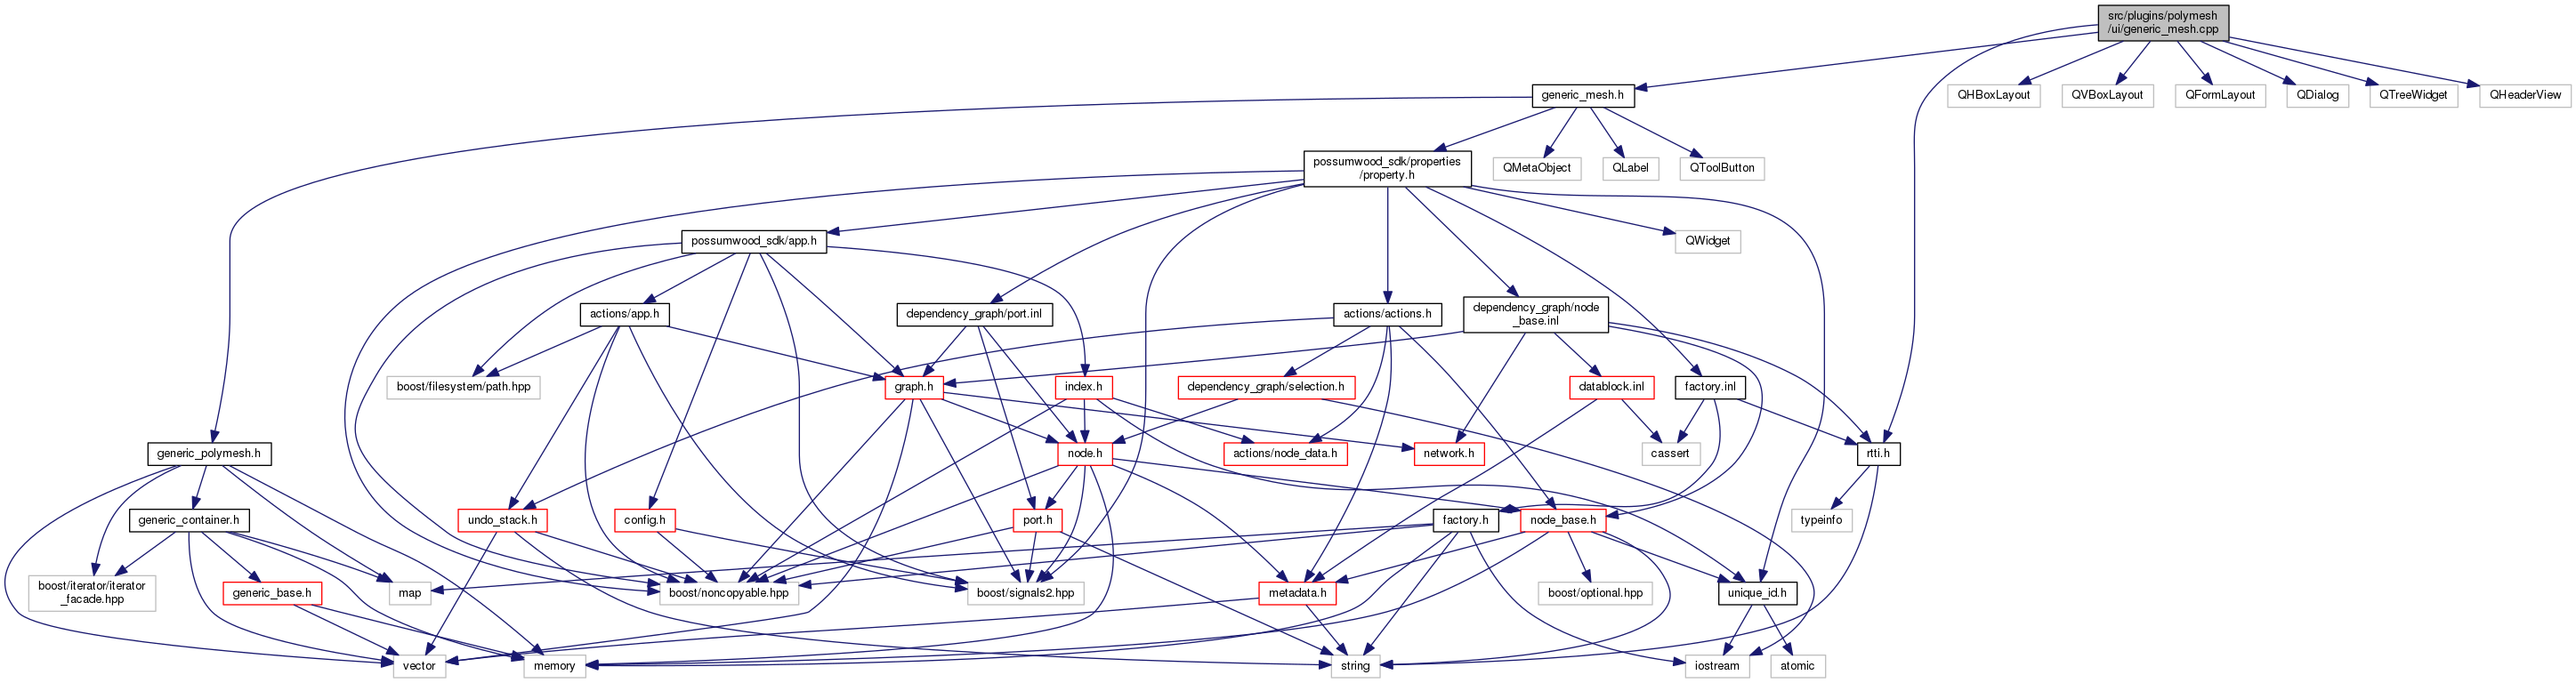 src/plugins/polymesh
/ui/generic_mesh.cpp
generic_mesh.h
QHBoxLayout
QVBoxLayout
QFormLayout
QDialog
QTreeWidget
QHeaderView
possumwood_sdk/properties
/property.h
QMetaObject
QLabel
QToolButton
possumwood_sdk/app.h
QWidget
actions/app.h
dependency_graph/port.inl
actions/actions.h
dependency_graph/node
_base.inl
boost/filesystem/path.hpp
graph.h
index.h
dependency_graph/selection.h
datablock.inl
factory.inl
generic_polymesh.h
node.h
actions/node_data.h
network.h
cassert
rtti.h
generic_container.h
undo_stack.h
config.h
port.h
factory.h
node_base.h
typeinfo
boost/iterator/iterator
_facade.hpp
generic_base.h
map
boost/noncopyable.hpp
boost/signals2.hpp
metadata.h
boost/optional.hpp
unique_id.h
vector
memory
string
iostream
atomic